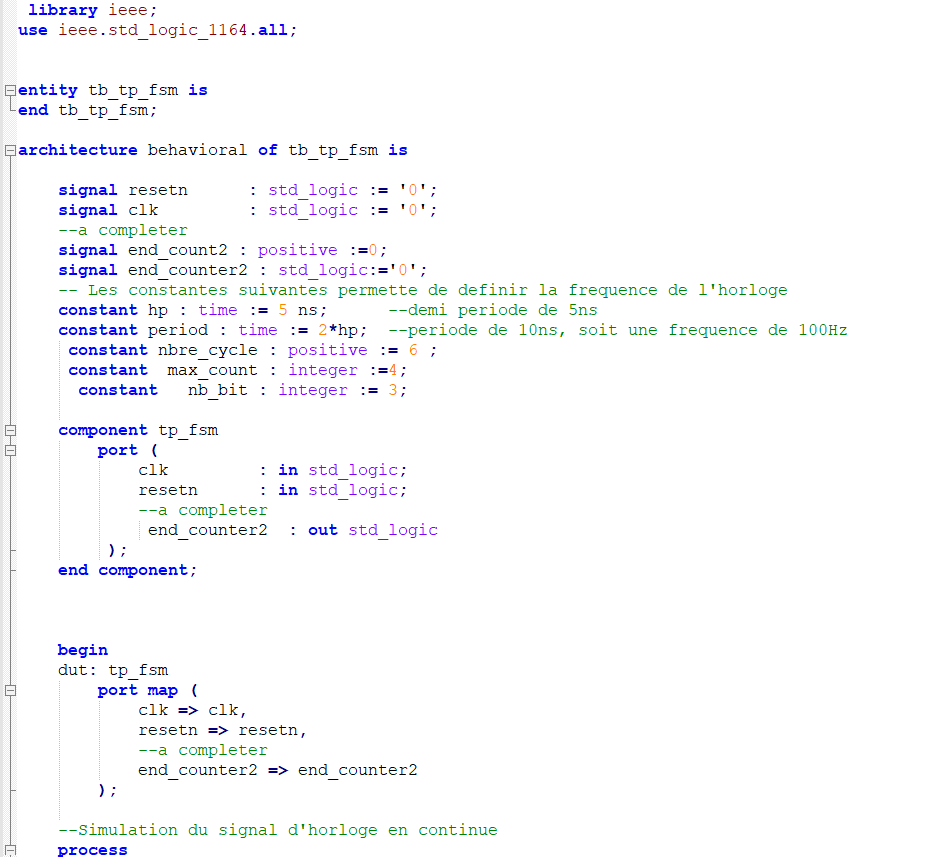 library ieee;
use ieee.std_logic_1164.all;
entity tb_tp_fsm is
end tb_tp_fsm;
architecture behavioral of tb_tp_fsm is
signal resetn      : std_logic := '0';
signal clk         : std_logic := '0';
--a completer
signal end_count2 : positive :=0;
signal end_counter2 : std_logic:='0';
-- Les constantes suivantes permette de definir la frequence de l'horloge
constant hp : time := 5 ns;      --demi periode de 5ns
constant period : time := 2*hp;  --periode de 10ns, soit une frequence de 100Hz
constant nbre_cycle : positive := 6 ;
constant  max_count : integer :=4;
constant   nb_bit : integer := 3;
component tp_fsm
port (
clk         : in std_logic;
resetn      : in std_logic;
--a completer
end_counter2  : out std_logic
);
end component;
begin
dut: tp_fsm
port map (
clk => clk,
resetn => resetn,
--a completer
end_counter2 => end_counter2
);
--Simulation du signal d'horloge en continue
process